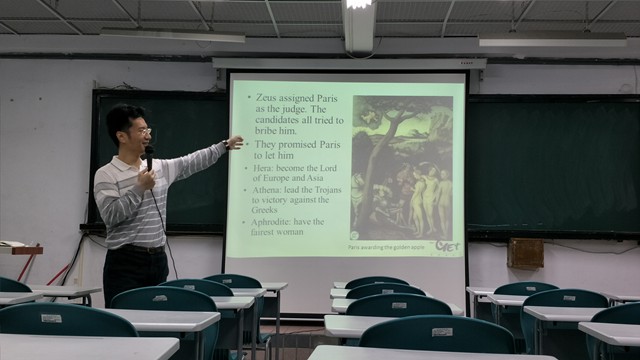 Zeus assigned Paris
as the judge. The
candidates all tried to
bribe him.
They promised Paris
to let him
Hera: become the Lord
of Europe and Asia
Athena: lead the Trojans
to victory against the
Greeks
Aphrodite: have the
fairest woman
Paris awarding the golden apple